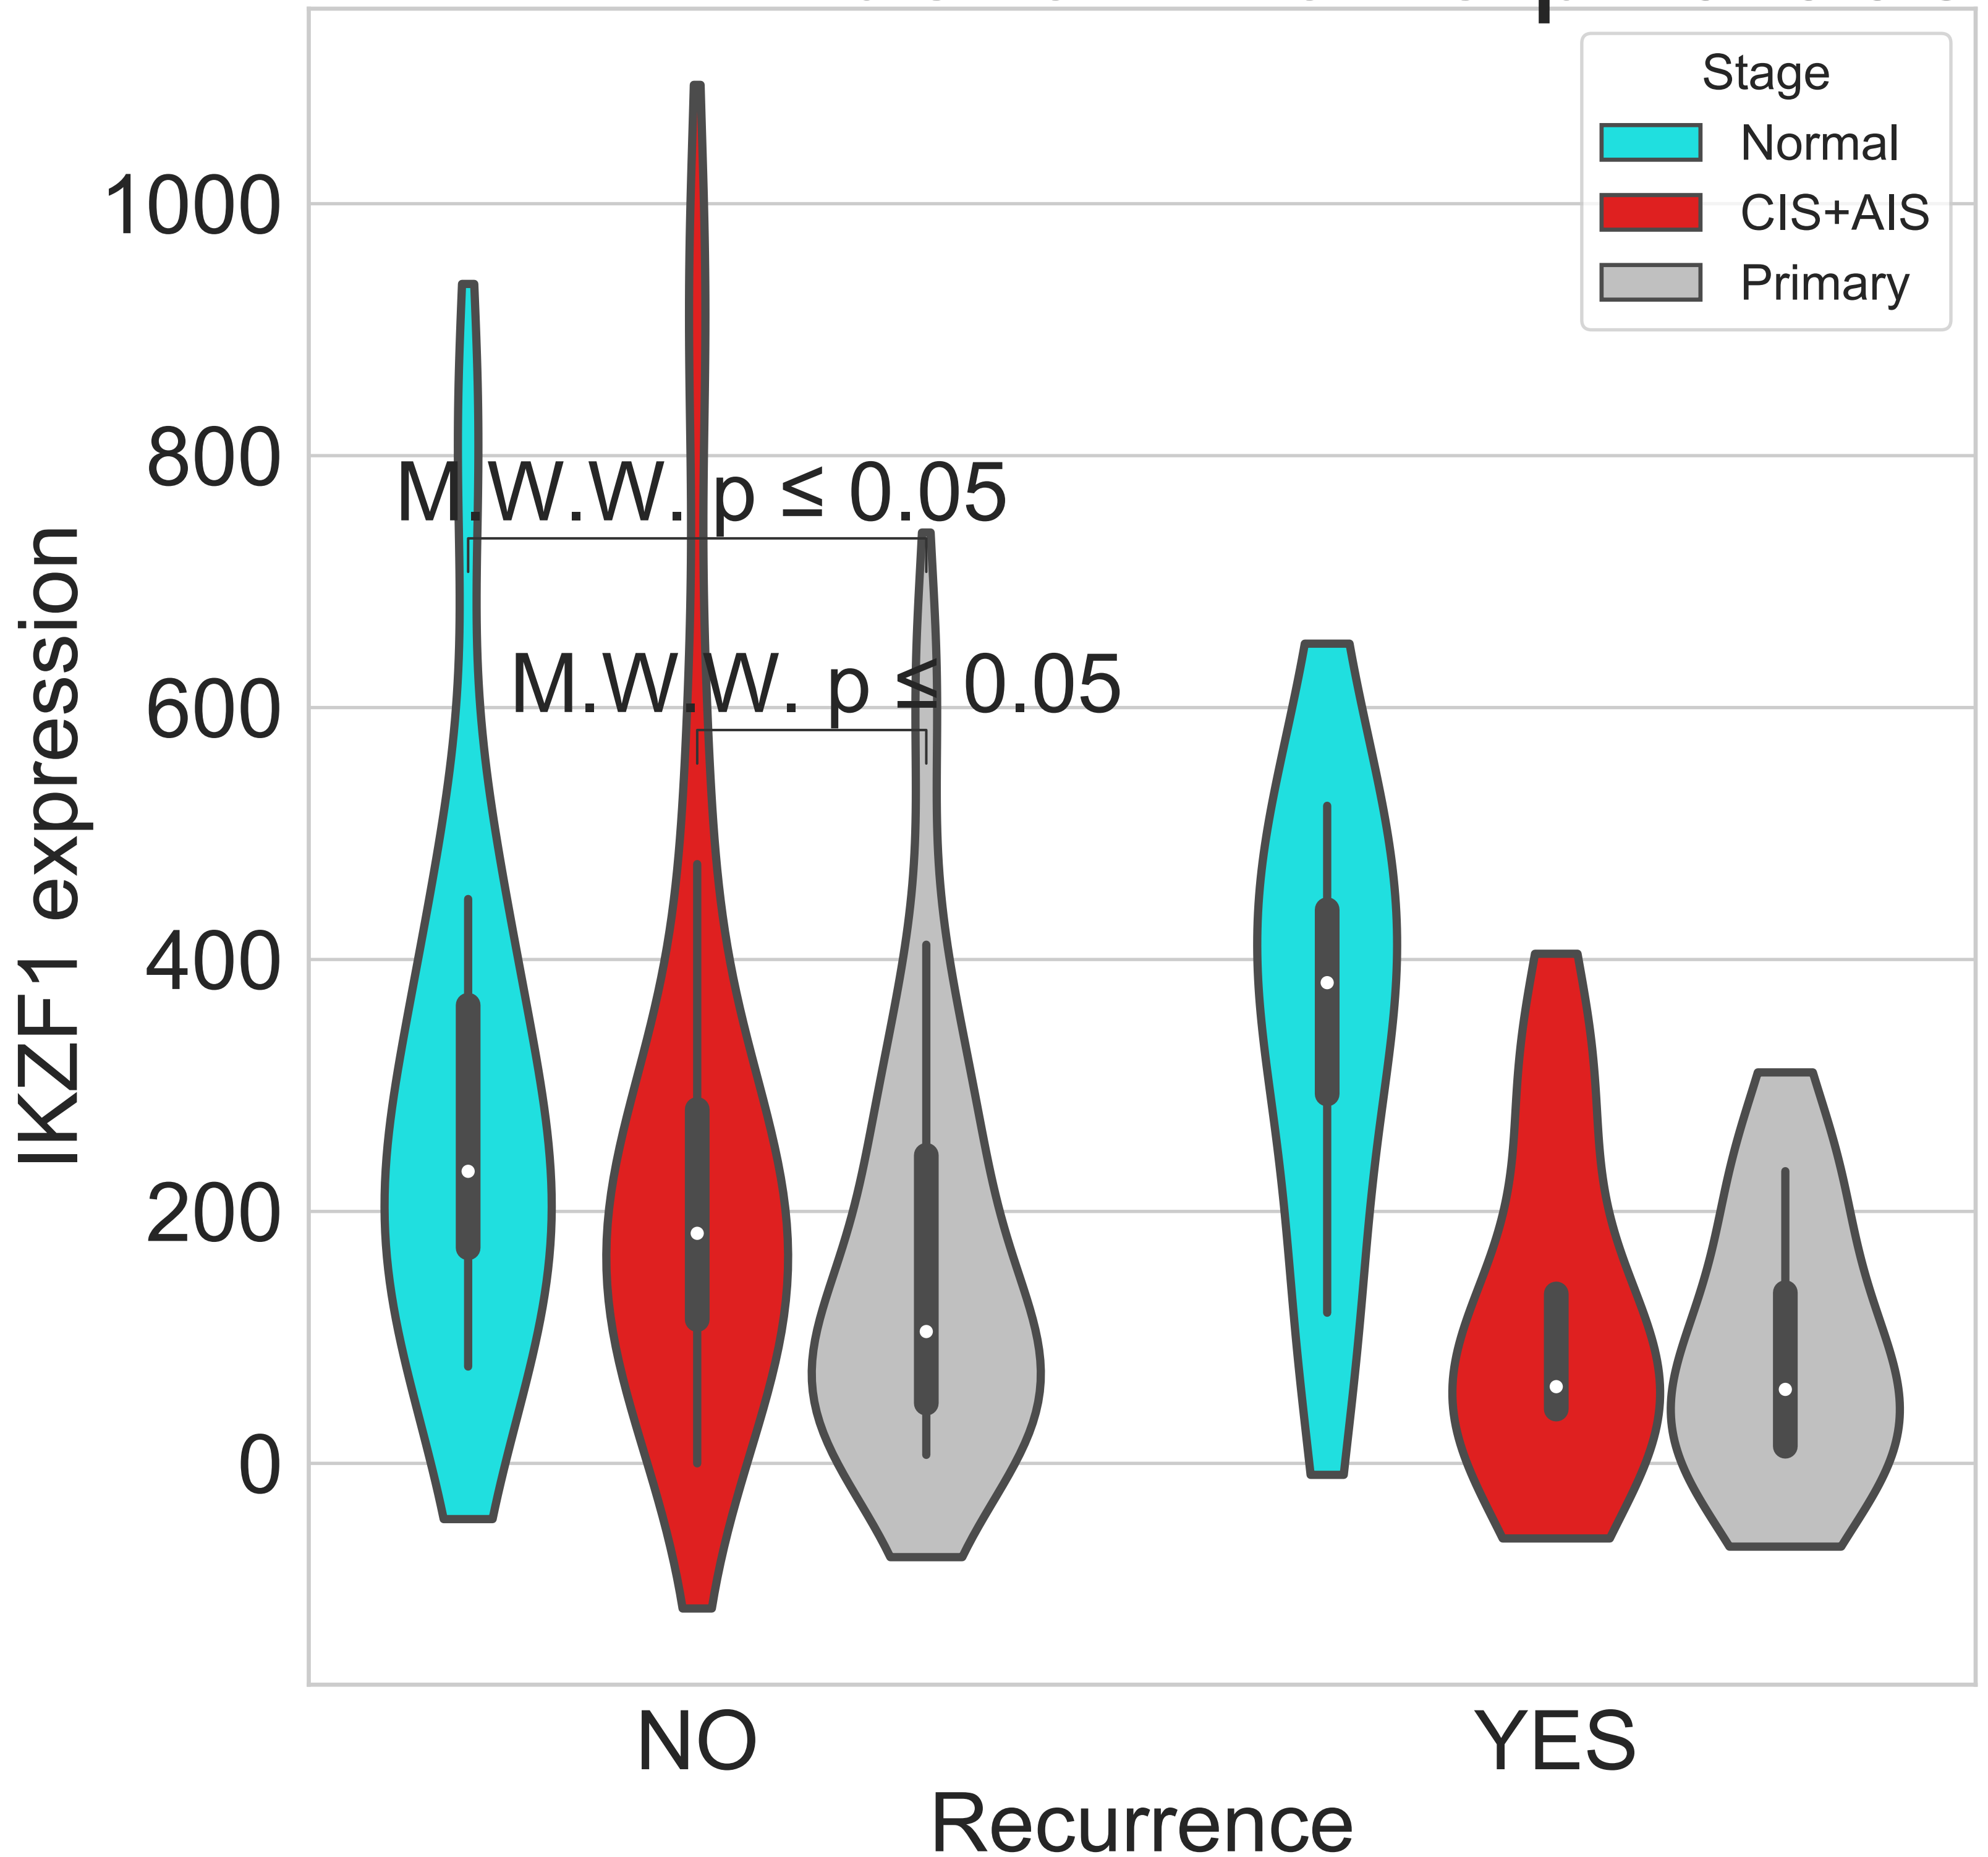 Stage
Normal
CIS+AIS
Primary
1000
800
600
400
200
0
IKZF1 expression
M.W.W. p ≤ 0.05
M.W.W. p ≤ 0.05
NO
YES
Recurrence